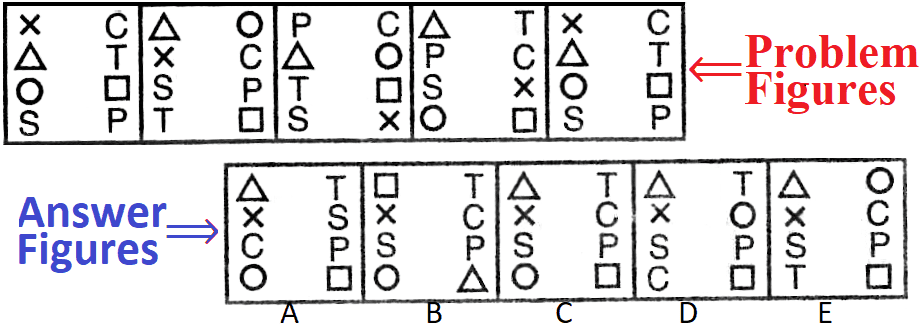 × C △ O P C △ T × C
△ T × C △ O P C △ T
O □ S P T □ S × O □
S P T □ S × O □ S P
Problem
Figures
Answer
Figures
△ T □ T △ T △ T △ O
× S × C × C × O × C
C P S P S P S P S P
O □ O △ O □ C □ T □
A B C D E